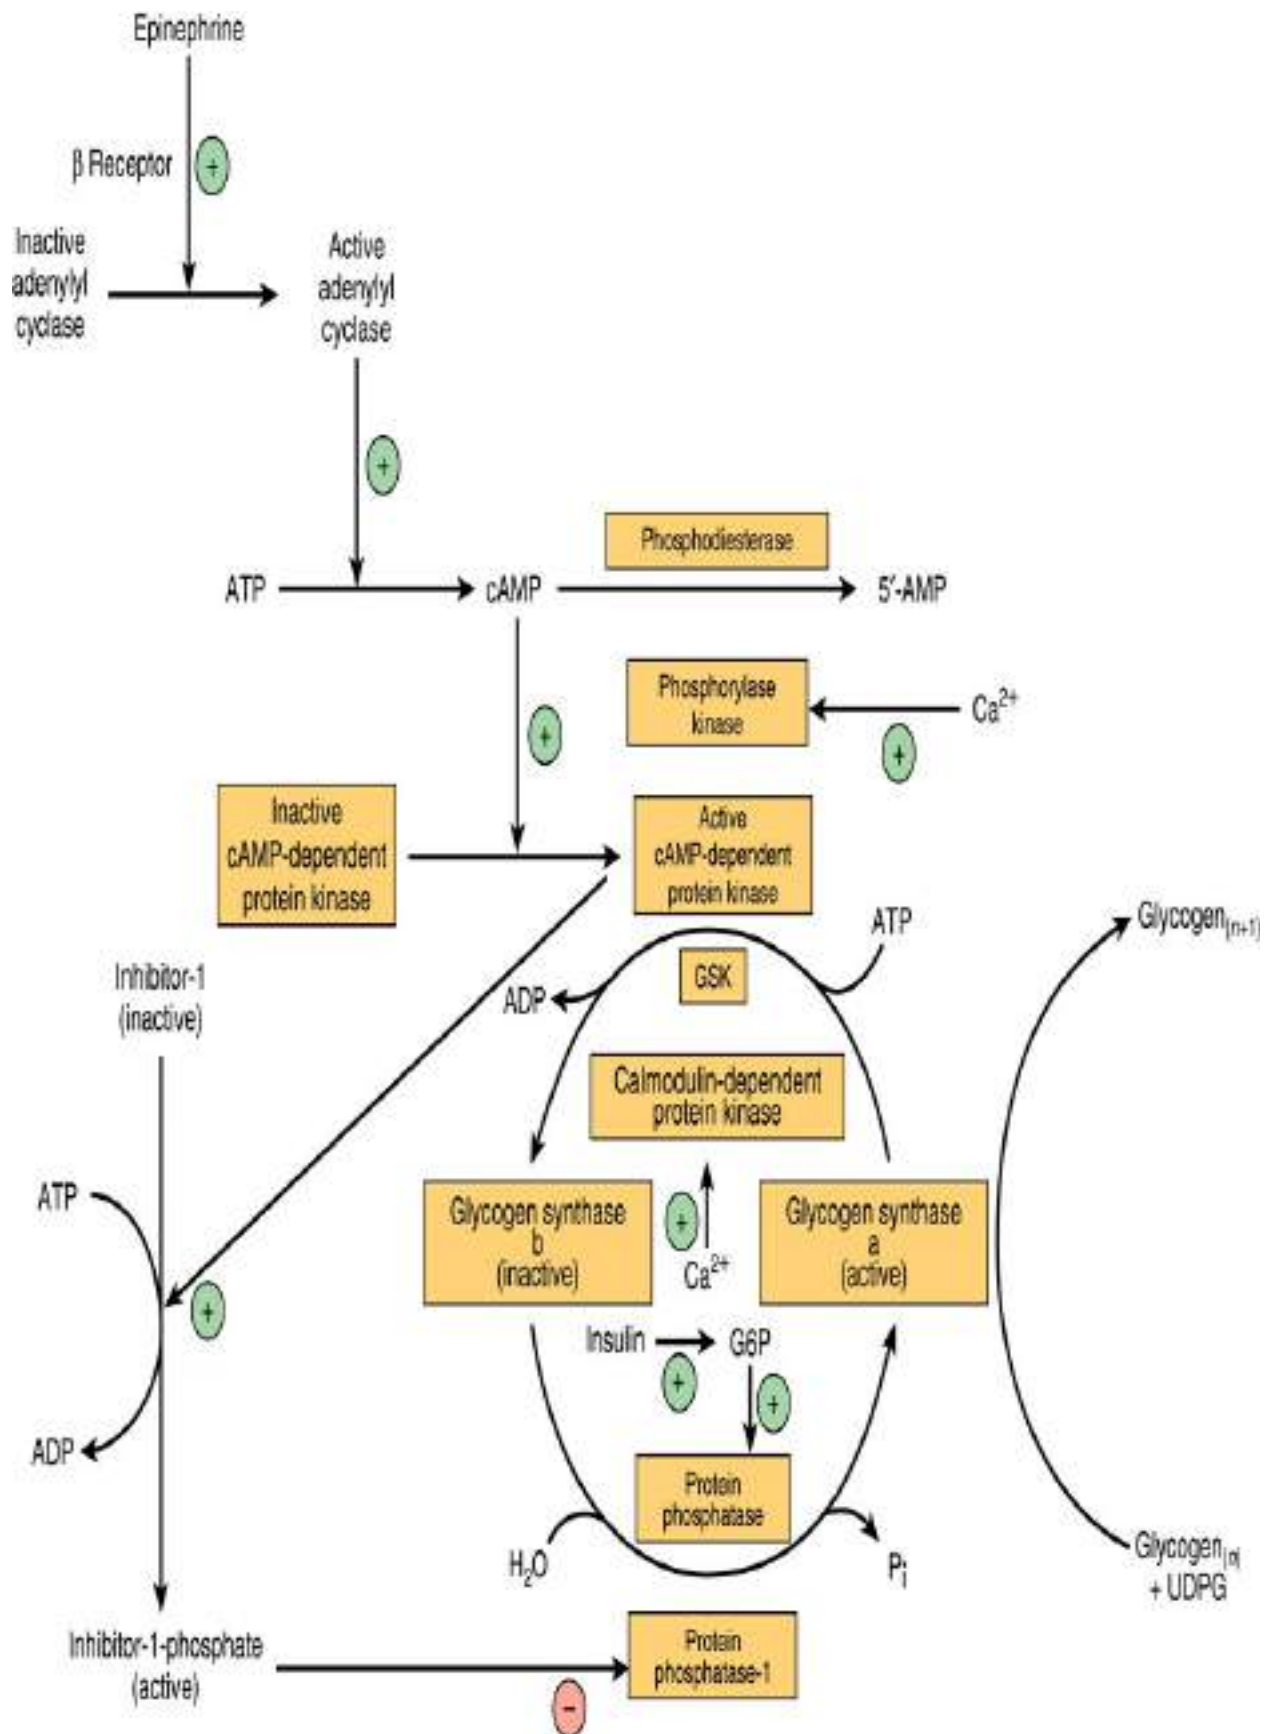 Epinephrine
β Receptor
+
Inactive
adenylyl
cyclase
Active
adenylyl
cyclase
+
Phosphodiesterase
ATP
cAMP
5′-AMP
Phosphorylase
kinase
Ca2+
+
+
Inactive
cAMP-dependent
protein kinase
Active
cAMP-dependent
protein kinase
ATP
Glycogen(n+1)
GSK
ADP
Inhibitor-1
(inactive)
Calmodulin-dependent
protein kinase
ATP
Glycogen synthase
b
(inactive)
+
Ca2+
Glycogen synthase
a
(active)
+
Insulin
G6P
+
+
ADP
Protein
phosphatase
H2O
Pi
Glycogen(n)
+ UDPG
Inhibitor-1-phosphate
(active)
−
Protein
phosphatase-1